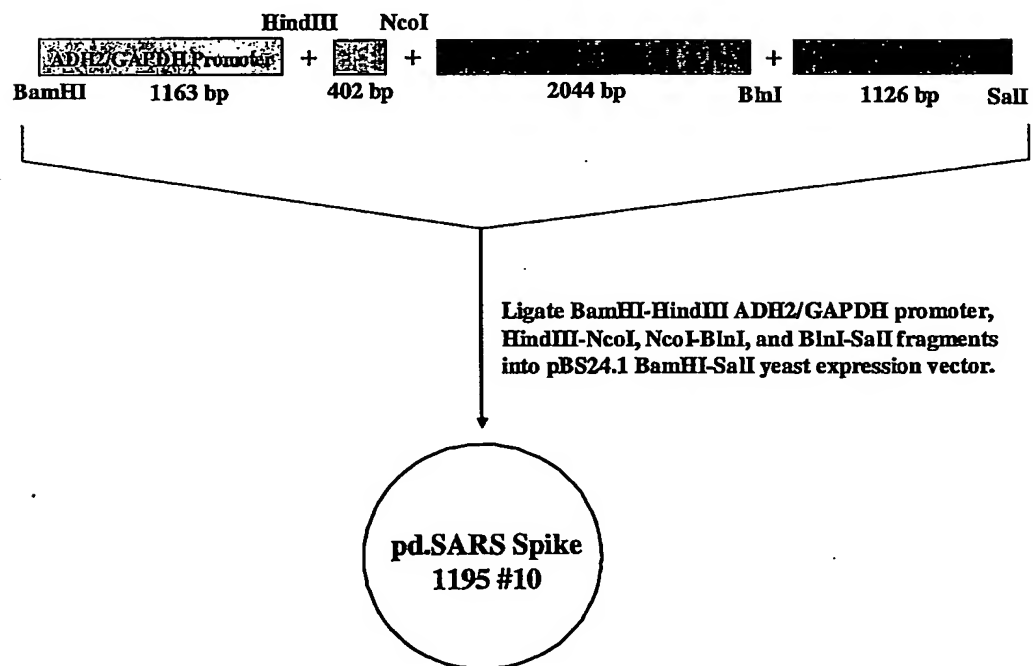 HindIII NcoI
ADH2/GAPDH Promoter + + +
BamHI 1163 bp 402 bp 2044 bp BlnI 1126 bp SalI
Ligate BamHI-HindIII ADH2/GAPDH promoter,
HindIII-NcoI, NcoI-BlnI, and BlnI-SalI fragments
into pBS24.1 BamHI-SalI yeast expression vector.
pd.SARS Spike
1195 #10